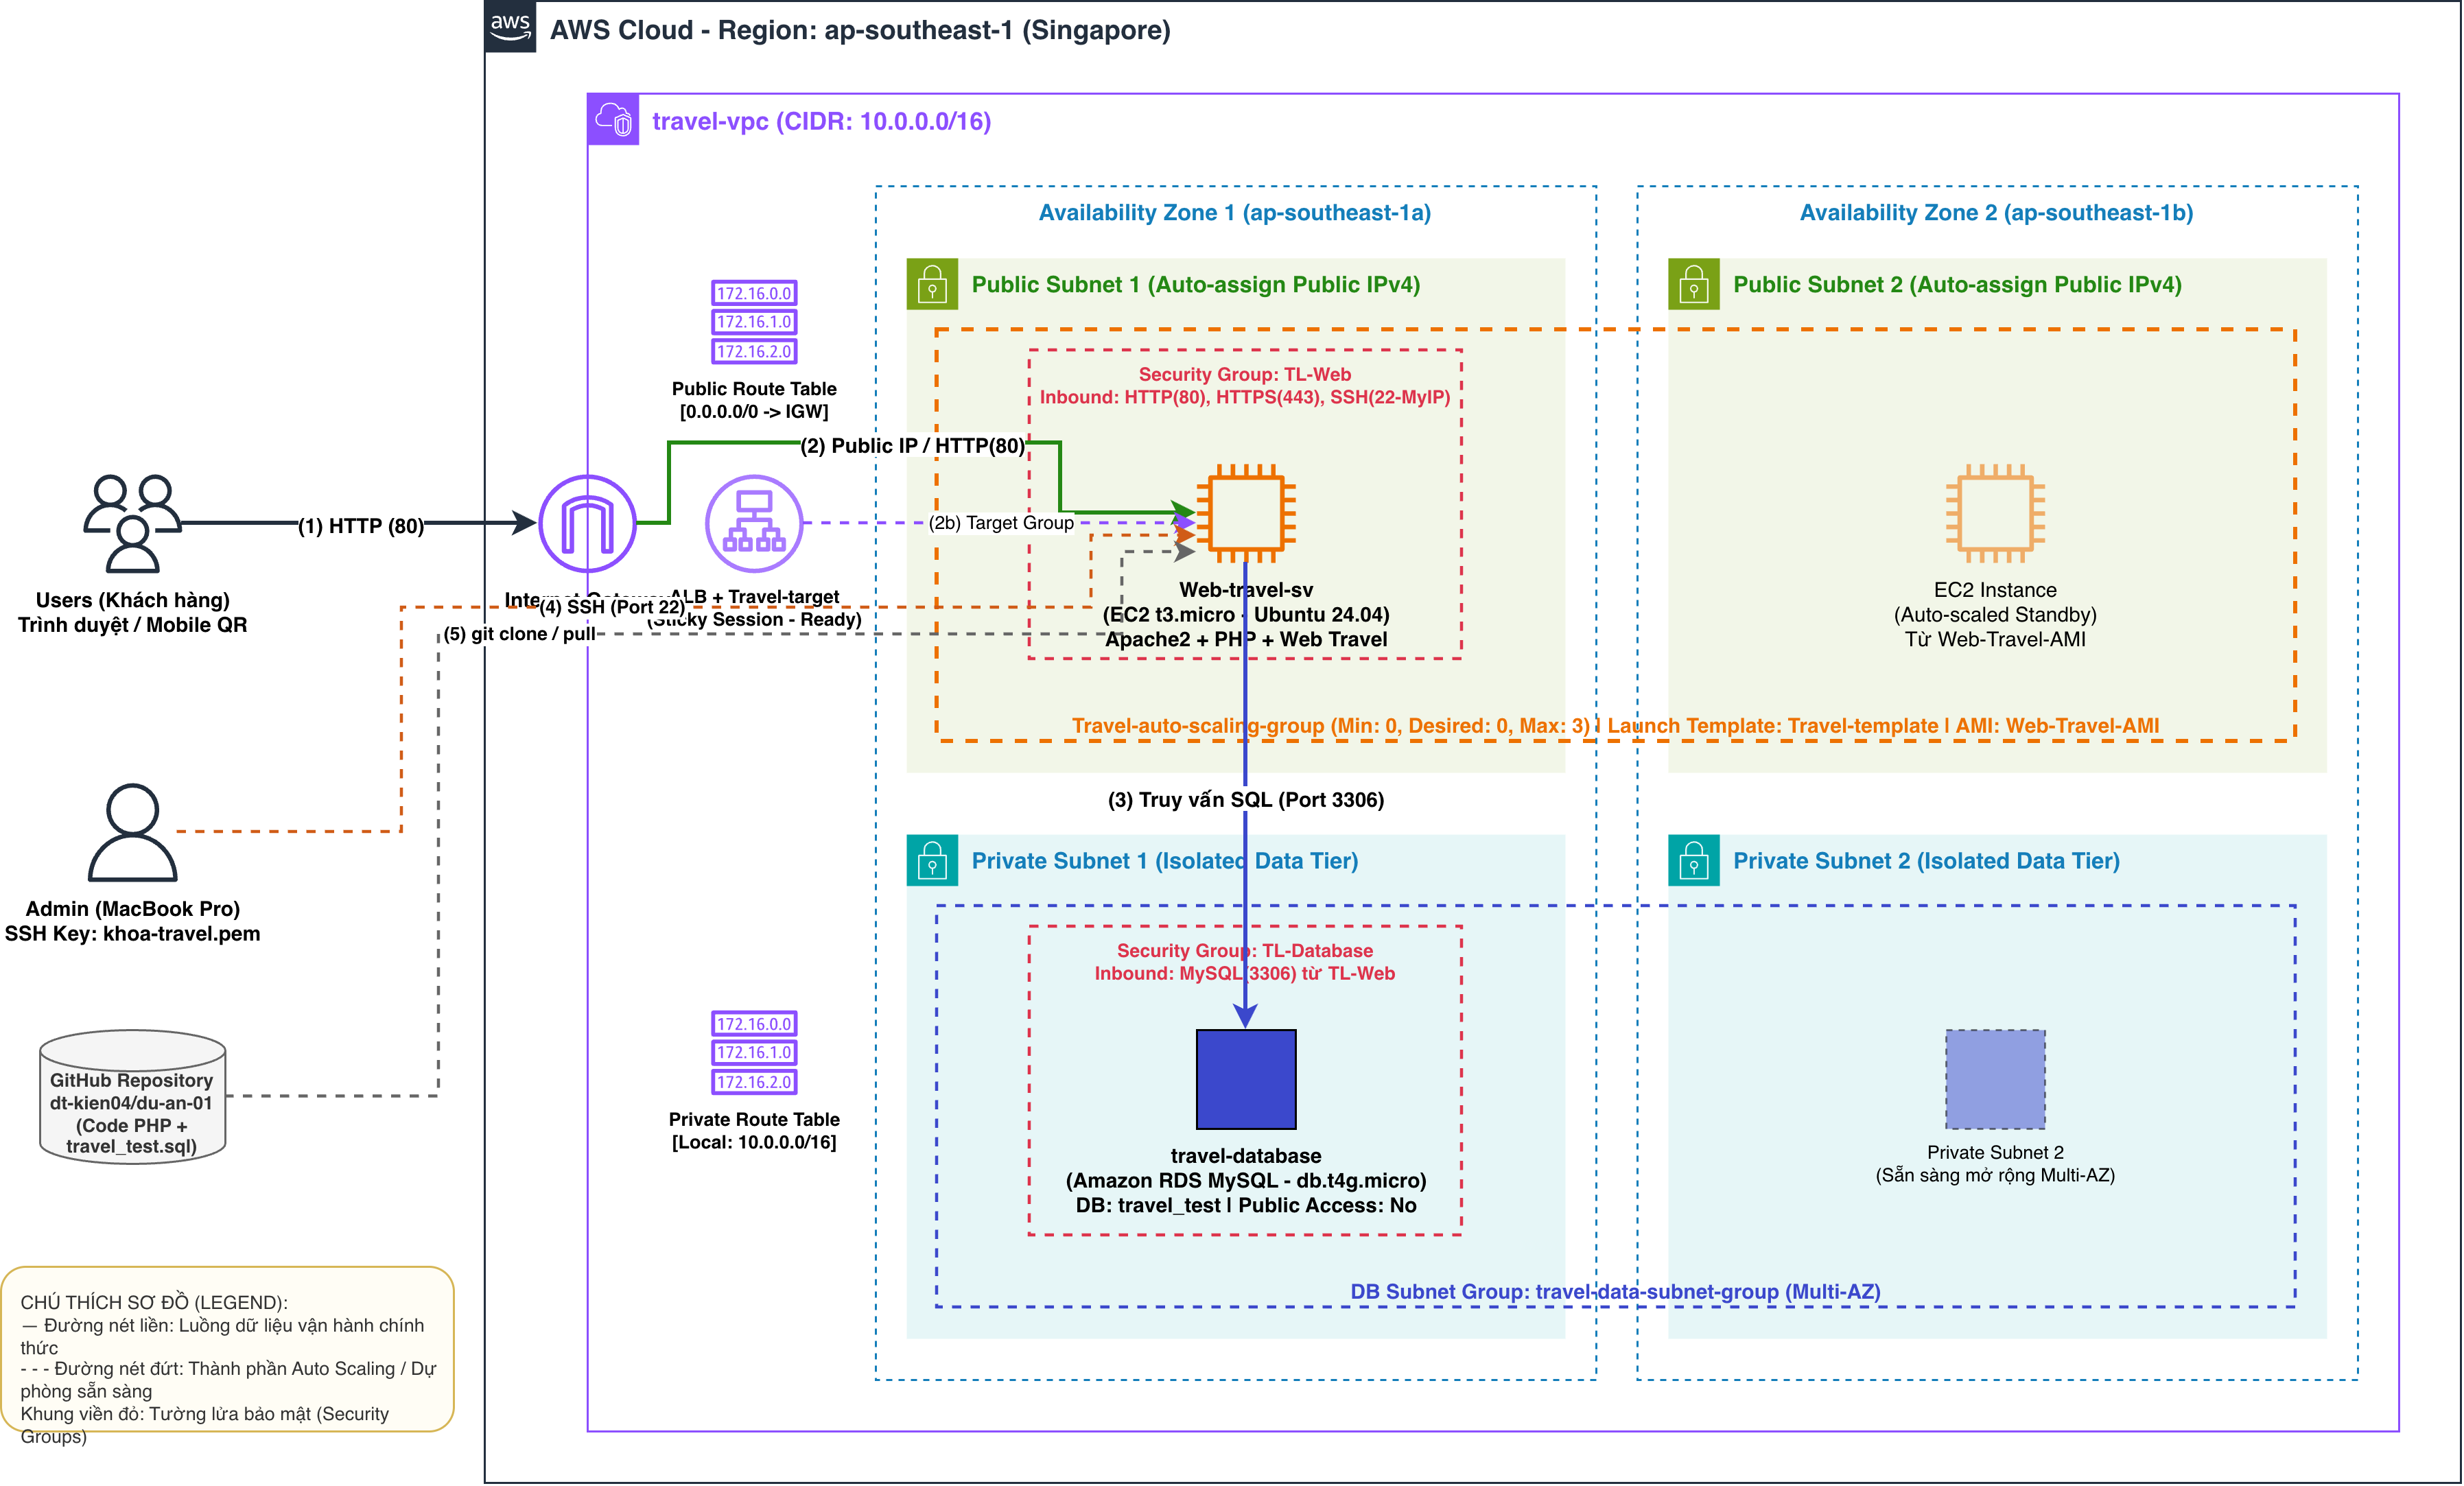 aws
AWS Cloud - Region: ap-southeast-1 (Singapore)
travel-vpc (CIDR: 10.0.0.0/16)
Availability Zone 1 (ap-southeast-1a)
Availability Zone 2 (ap-southeast-1b)
Public Subnet 1 (Auto-assign Public IPv4)
Public Subnet 2 (Auto-assign Public IPv4)
172.16.0.0
172.16.1.0
172.16.2.0
Public Route Table
[0.0.0.0/0 -> IGW]
Security Group: TL-Web
Inbound: HTTP(80), HTTPS(443), SSH(22-MyIP)
(2) Public IP / HTTP(80)
(1) HTTP (80)
(2b) Target Group
Users (Khách hàng)
Trình duyệt / Mobile QR
ALB + Travel-target
(Sticky Session - Ready)
(4) SSH (Port 22)
(5) git clone / pull
Web-travel-sv
(EC2 t3.micro - Ubuntu 24.04)
Apache2 + PHP + Web Travel
EC2 Instance
(Auto-scaled Standby)
Từ Web-Travel-AMI
Travel-auto-scaling-group (Min: 0, Desired: 0, Max: 3) | Launch Template: Travel-template | AMI: Web-Travel-AMI
(3) Truy vấn SQL (Port 3306)
Admin (MacBook Pro)
SSH Key: khoa-travel.pem
Private Subnet 1 (Isolated Data Tier)
Private Subnet 2 (Isolated Data Tier)
Security Group: TL-Database
Inbound: MySQL(3306) từ TL-Web
172.16.0.0
172.16.1.0
172.16.2.0
Private Route Table
[Local: 10.0.0.0/16]
GitHub Repository
dt-kien04/du-an-01
(Code PHP +
travel_test.sql)
travel-database
(Amazon RDS MySQL - db.t4g.micro)
DB: travel_test | Public Access: No
Private Subnet 2
(Sẵn sàng mở rộng Multi-AZ)
DB Subnet Group: travel-data-subnet-group (Multi-AZ)
CHÚ THÍCH SƠ ĐỒ (LEGEND):
— Đường nét liền: Luồng dữ liệu vận hành chính
thức
- - - Đường nét đứt: Thành phần Auto Scaling / Dự
phòng sẵn sàng
Khung viền đỏ: Tường lửa bảo mật (Security
Groups)